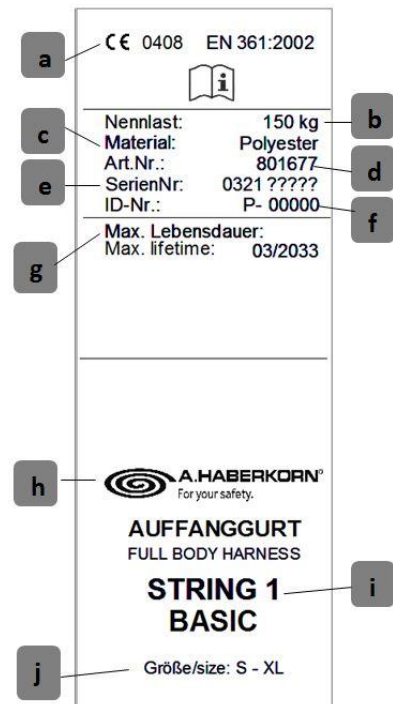 a
CE 0408 EN 361:2002
i
b
c
d
e
f
Nennlast: 150 kg
Material: Polyester
Art.Nr.: 801677
SerienNr: 0321 ?????
ID-Nr.: P- 00000
g
Max. Lebensdauer:
Max. lifetime: 03/2033
h
A.HABERKORN®
For your safety.
AUFFANGGURT
FULL BODY HARNESS
STRING 1
i
BASIC
j
Größe/size: S - XL